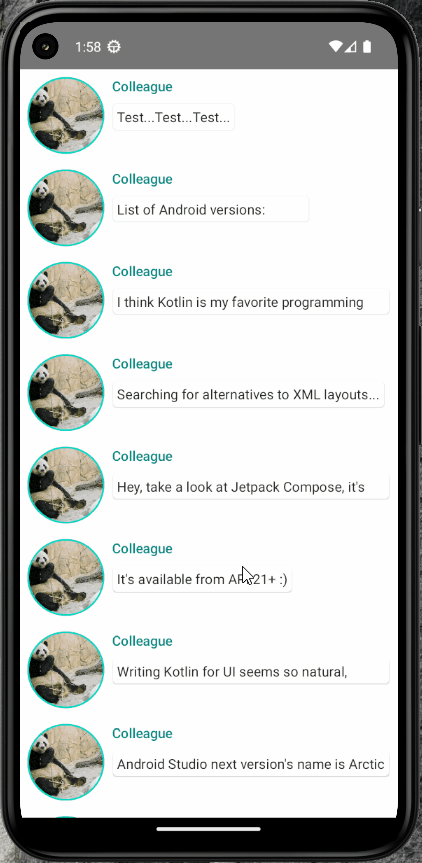 1:58
Colleague
Test...Test...Test...
Colleague
List of Android versions:
Colleague
I think Kotlin is my favorite programming
Colleague
Searching for alternatives to XML layouts...
Colleague
Hey, take a look at Jetpack Compose, it's
Colleague
It's available from API 21+ :)
Colleague
Writing Kotlin for UI seems so natural,
Colleague
Android Studio next version's name is Arctic